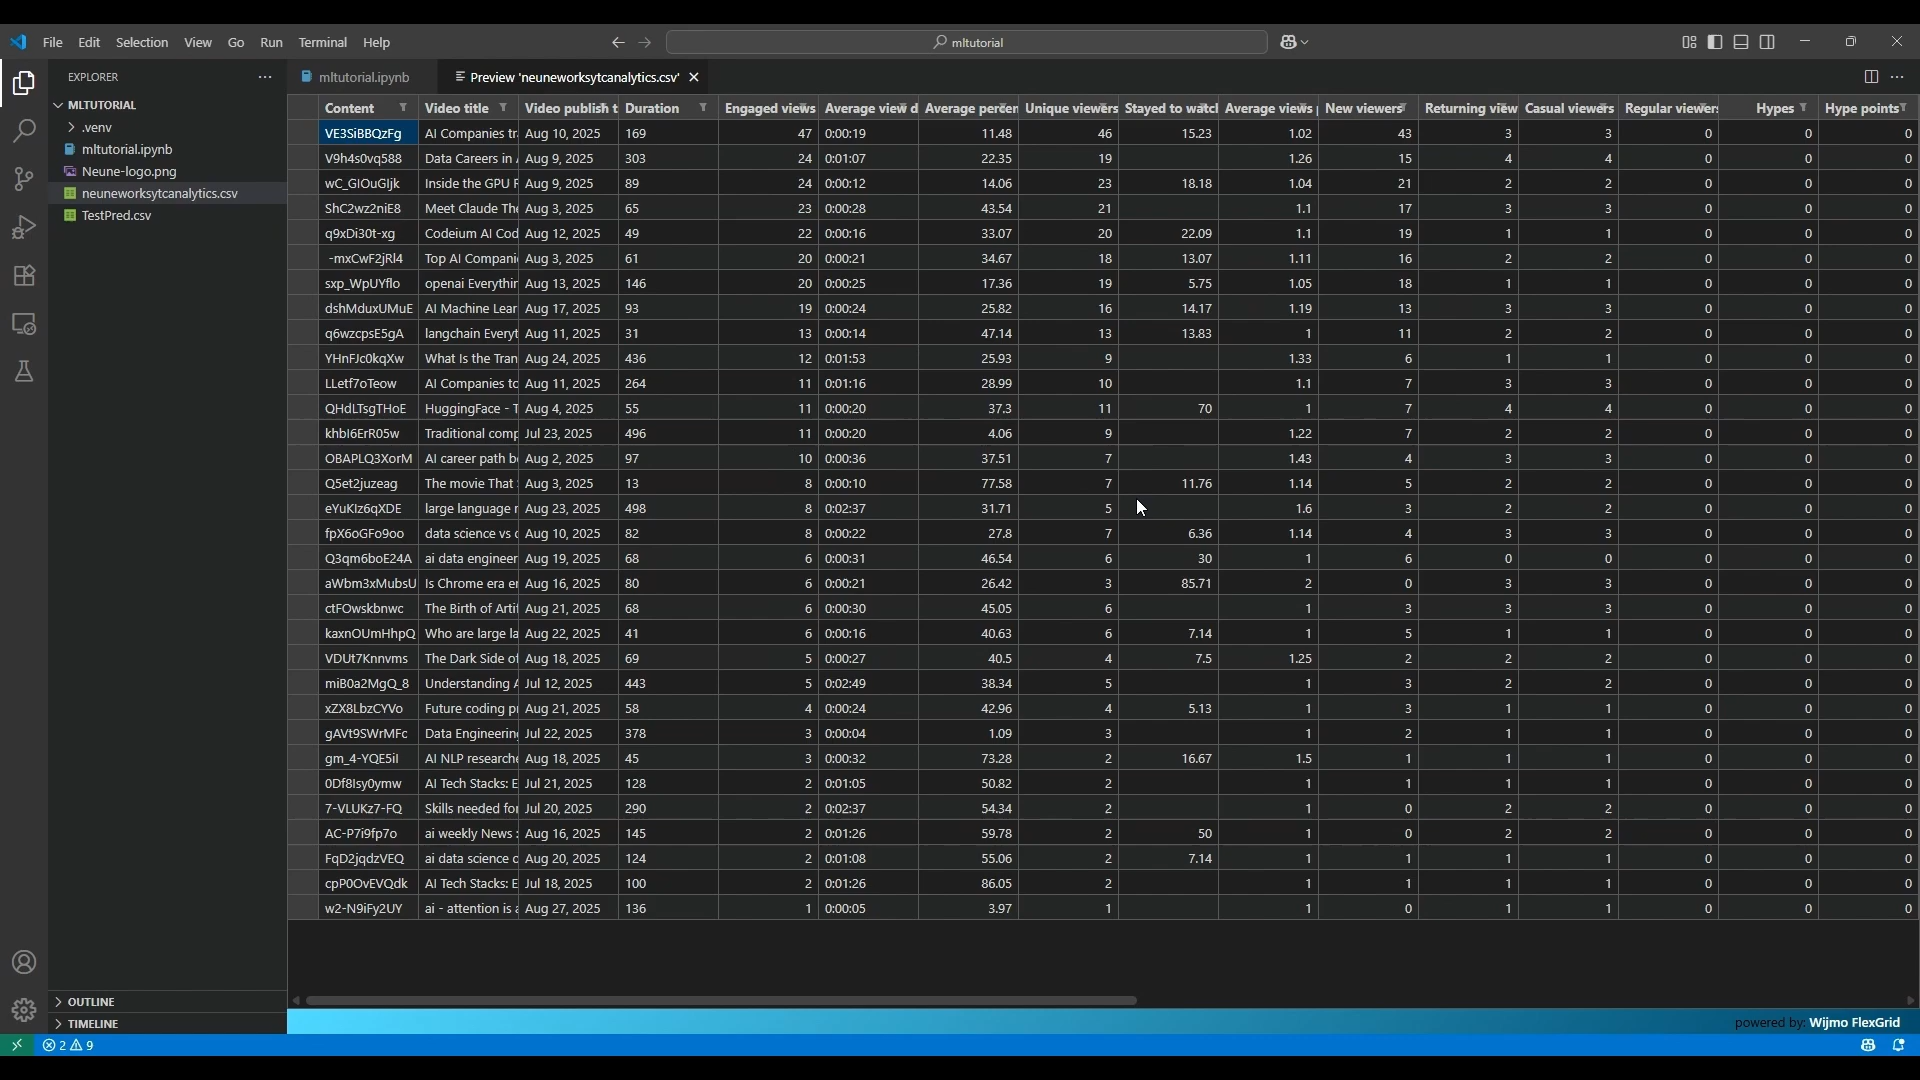 File Edit Selection View Go Run Terminal Help mltutorial
EXPLORER
MLTUTORIAL
.venv
mltutorial.ipynb
Neune-logo.png
neuneworksytcanalytics.csv
TestPred.csv
OUTLINE
TIMELINE
mltutorial.ipynb Preview 'neuneworksytcanalytics.csv'
Content Video title Video publish t Duration Engaged views Average view d Average percen Unique viewers Stayed to watch Average views New viewers Returning view Casual viewers Regular viewers Hypes Hype points
VE3SiBBQzFg AI Companies tr Aug 10, 2025 169 47 0:00:19 11.48 46 15.23 1.02 43 3 3 0 0 0
V9h4s0vq588 Data Careers in Aug 9, 2025 303 24 0:01:07 22.35 19 1.26 15 4 4 0 0 0
wC_GIOuGljk Inside the GPU Aug 9, 2025 89 24 0:00:12 14.06 23 18.18 1.04 21 2 2 0 0 0
ShC2wz2niE8 Meet Claude The Aug 3, 2025 65 23 0:00:28 43.54 21 1.1 17 3 3 0 0 0
q9xDi30t-xg Codeium AI Cod Aug 12, 2025 49 22 0:00:16 33.07 20 22.09 1.1 19 1 1 0 0 0
-mxCwF2jRl4 Top AI Compani Aug 3, 2025 61 20 0:00:21 34.67 18 13.07 1.11 16 2 2 0 0 0
sxp_WpUYflo openai Everythin Aug 13, 2025 146 20 0:00:25 17.36 19 5.75 1.05 18 1 1 0 0 0
dshMduxUMuE AI Machine Lear Aug 17, 2025 93 19 0:00:24 25.82 16 14.17 1.19 13 3 3 0 0 0
q6wzcpsE5gA langchain Everyt Aug 11, 2025 31 13 0:00:14 47.14 13 13.83 1 11 2 2 0 0 0
YHnFJc0kqXw What Is the Tran Aug 24, 2025 436 12 0:01:53 25.93 9 1.33 6 1 1 0 0 0
LLetf7oTeow AI Companies to Aug 11, 2025 264 11 0:01:16 28.99 10 1.1 7 3 3 0 0 0
QHdLTsgTHoE HuggingFace - T Aug 4, 2025 55 11 0:00:20 37.3 11 70 1 7 4 4 0 0 0
khbI6ErR05w Traditional comp Jul 23, 2025 496 11 0:00:20 4.06 9 1.22 7 2 2 0 0 0
OBAPLQ3XorM AI career path b Aug 2, 2025 97 10 0:00:36 37.51 7 1.43 4 3 3 0 0 0
Q5et2juzeag The movie That Aug 3, 2025 13 8 0:00:10 77.58 7 11.76 1.14 5 2 2 0 0 0
eYuKIz6qXDE large language r Aug 23, 2025 498 8 0:02:37 31.71 5 1.6 3 2 2 0 0 0
fpX6oGFo9oo data science vs Aug 10, 2025 82 8 0:00:22 27.8 7 6.36 1.14 4 3 3 0 0 0
Q3qm6boE24A ai data engineer Aug 19, 2025 68 6 0:00:31 46.54 6 30 1 6 0 0 0 0 0
aWbm3xMubsU Is Chrome era er Aug 16, 2025 80 6 0:00:21 26.42 3 85.71 2 0 3 3 0 0 0
ctFOwskbnwc The Birth of Arti Aug 21, 2025 68 6 0:00:30 45.05 6 1 3 3 3 0 0 0
kaxnOUmHhpQ Who are large la Aug 22, 2025 41 6 0:00:16 40.63 6 7.14 1 5 1 1 0 0 0
VDUt7Knnvms The Dark Side of Aug 18, 2025 69 5 0:00:27 40.5 4 7.5 1.25 2 2 2 0 0 0
miB0a2MgQ_8 Understanding Jul 12, 2025 443 5 0:02:49 38.34 5 1 3 2 2 0 0 0
xZX8LbzCYVo Future coding pr Aug 21, 2025 58 4 0:00:24 42.96 4 5.13 1 3 1 1 0 0 0
gAVt9SWrMFc Data Engineering Jul 22, 2025 378 3 0:00:04 1.09 3 1 2 1 1 0 0 0
gm_4-YQE5iI AI NLP researche Aug 18, 2025 45 3 0:00:32 73.28 2 16.67 1.5 1 1 1 0 0 0
0Df8Isy0ymw AI Tech Stacks: E Jul 21, 2025 128 2 0:01:05 50.82 2 1 1 1 1 0 0 0
7-VLUKz7-FQ Skills needed for Jul 20, 2025 290 2 0:02:37 54.34 2 1 0 2 2 0 0 0
AC-P7i9fp7o ai weekly News : Aug 16, 2025 145 2 0:01:26 59.78 2 50 1 0 2 2 0 0 0
FqD2jqdzVEQ ai data science c Aug 20, 2025 124 2 0:01:08 55.06 2 7.14 1 1 1 1 0 0 0
cpP0OvEVQdk AI Tech Stacks: E Jul 18, 2025 100 2 0:01:26 86.05 2 1 1 1 1 0 0 0
w2-N9iFy2UY ai - attention is a Aug 27, 2025 136 1 0:00:05 3.97 1 1 0 1 1 0 0 0
powered by: Wijmo FlexGrid
2 9